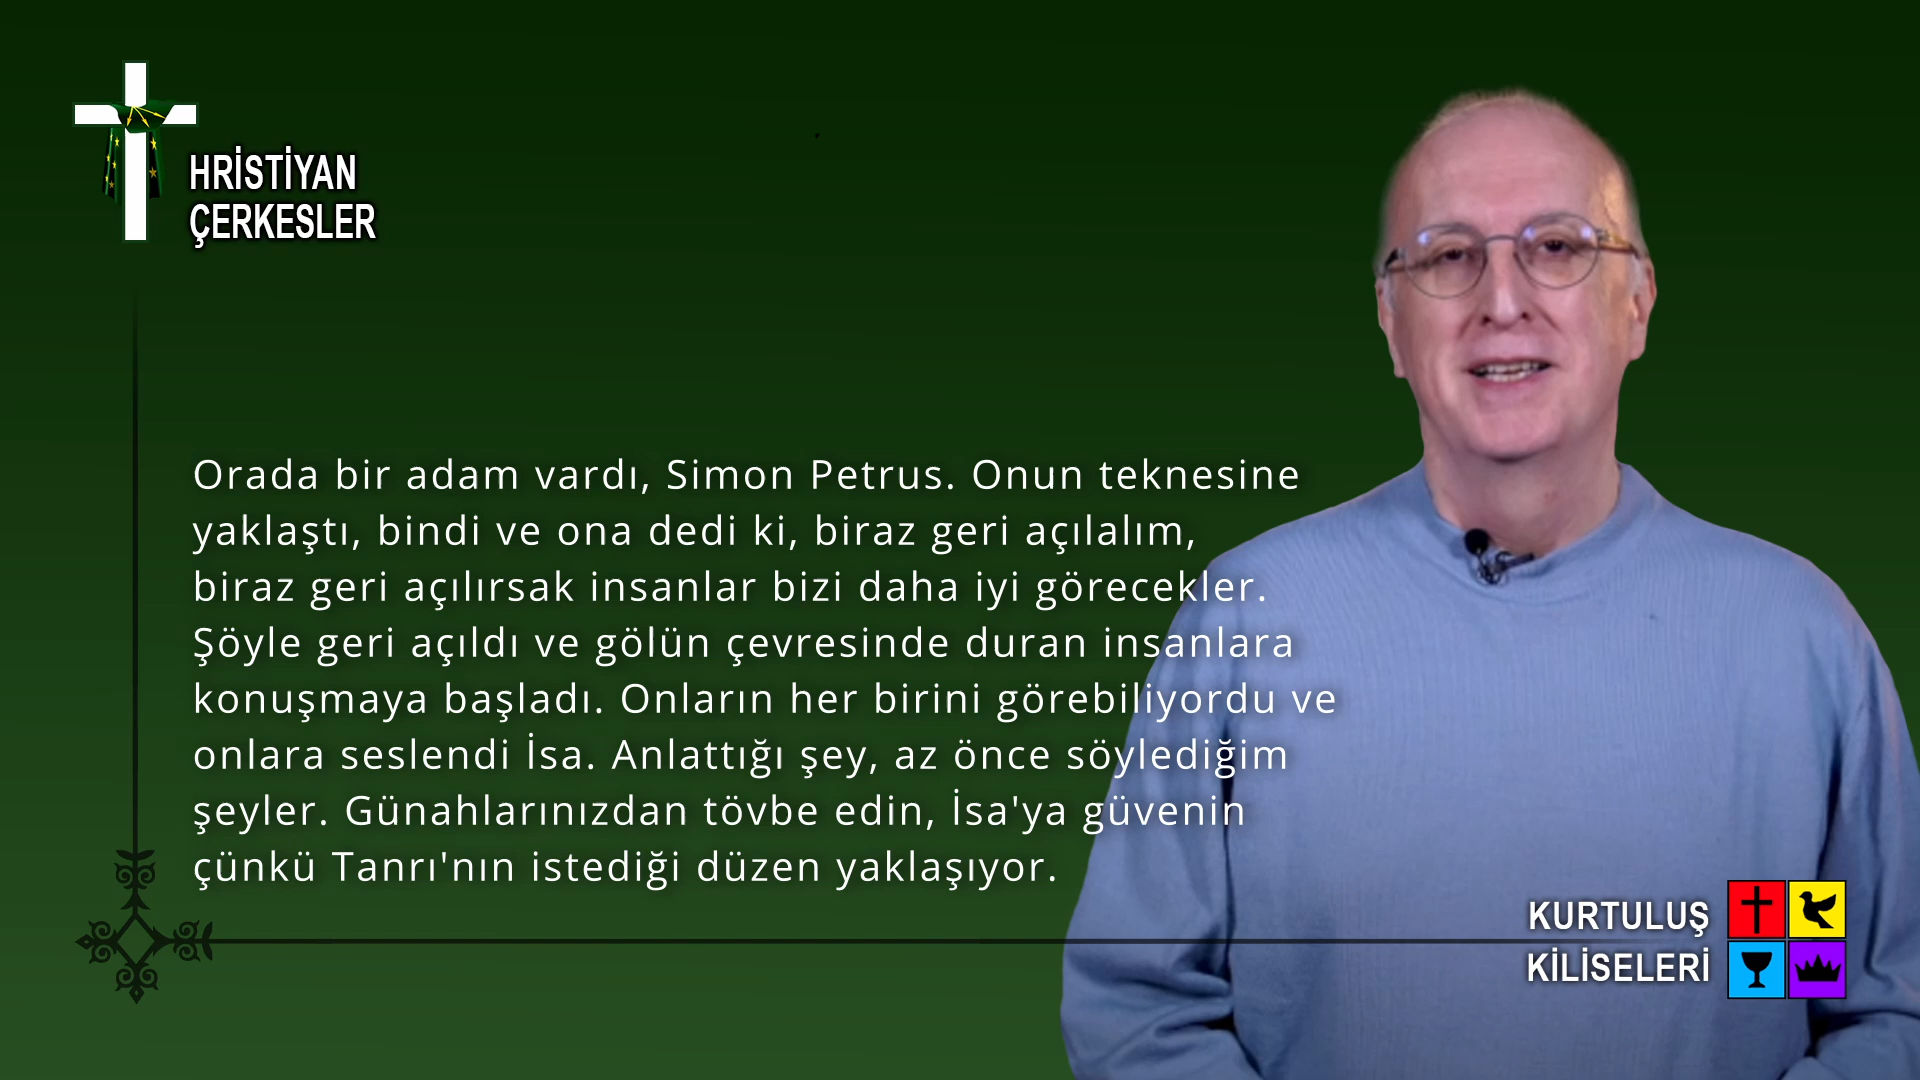 HRİSTİYAN
ÇERKESLER
Orada bir adam vardı, Simon Petrus. Onun teknesine
yaklaştı, bindi ve ona dedi ki, biraz geri açılalım,
biraz geri açılırsak insanlar bizi daha iyi görecekler.
Şöyle geri açıldı ve gölün çevresinde duran insanlara
konuşmaya başladı. Onların her birini görebiliyordu ve
onlara seslendi İsa. Anlattığı şey, az önce söylediğim
şeyler. Günahlarınızdan tövbe edin, İsa'ya güvenin
çünkü Tanrı'nın istediği düzen yaklaşıyor.
KURTULUŞ
KİLİSELERİ